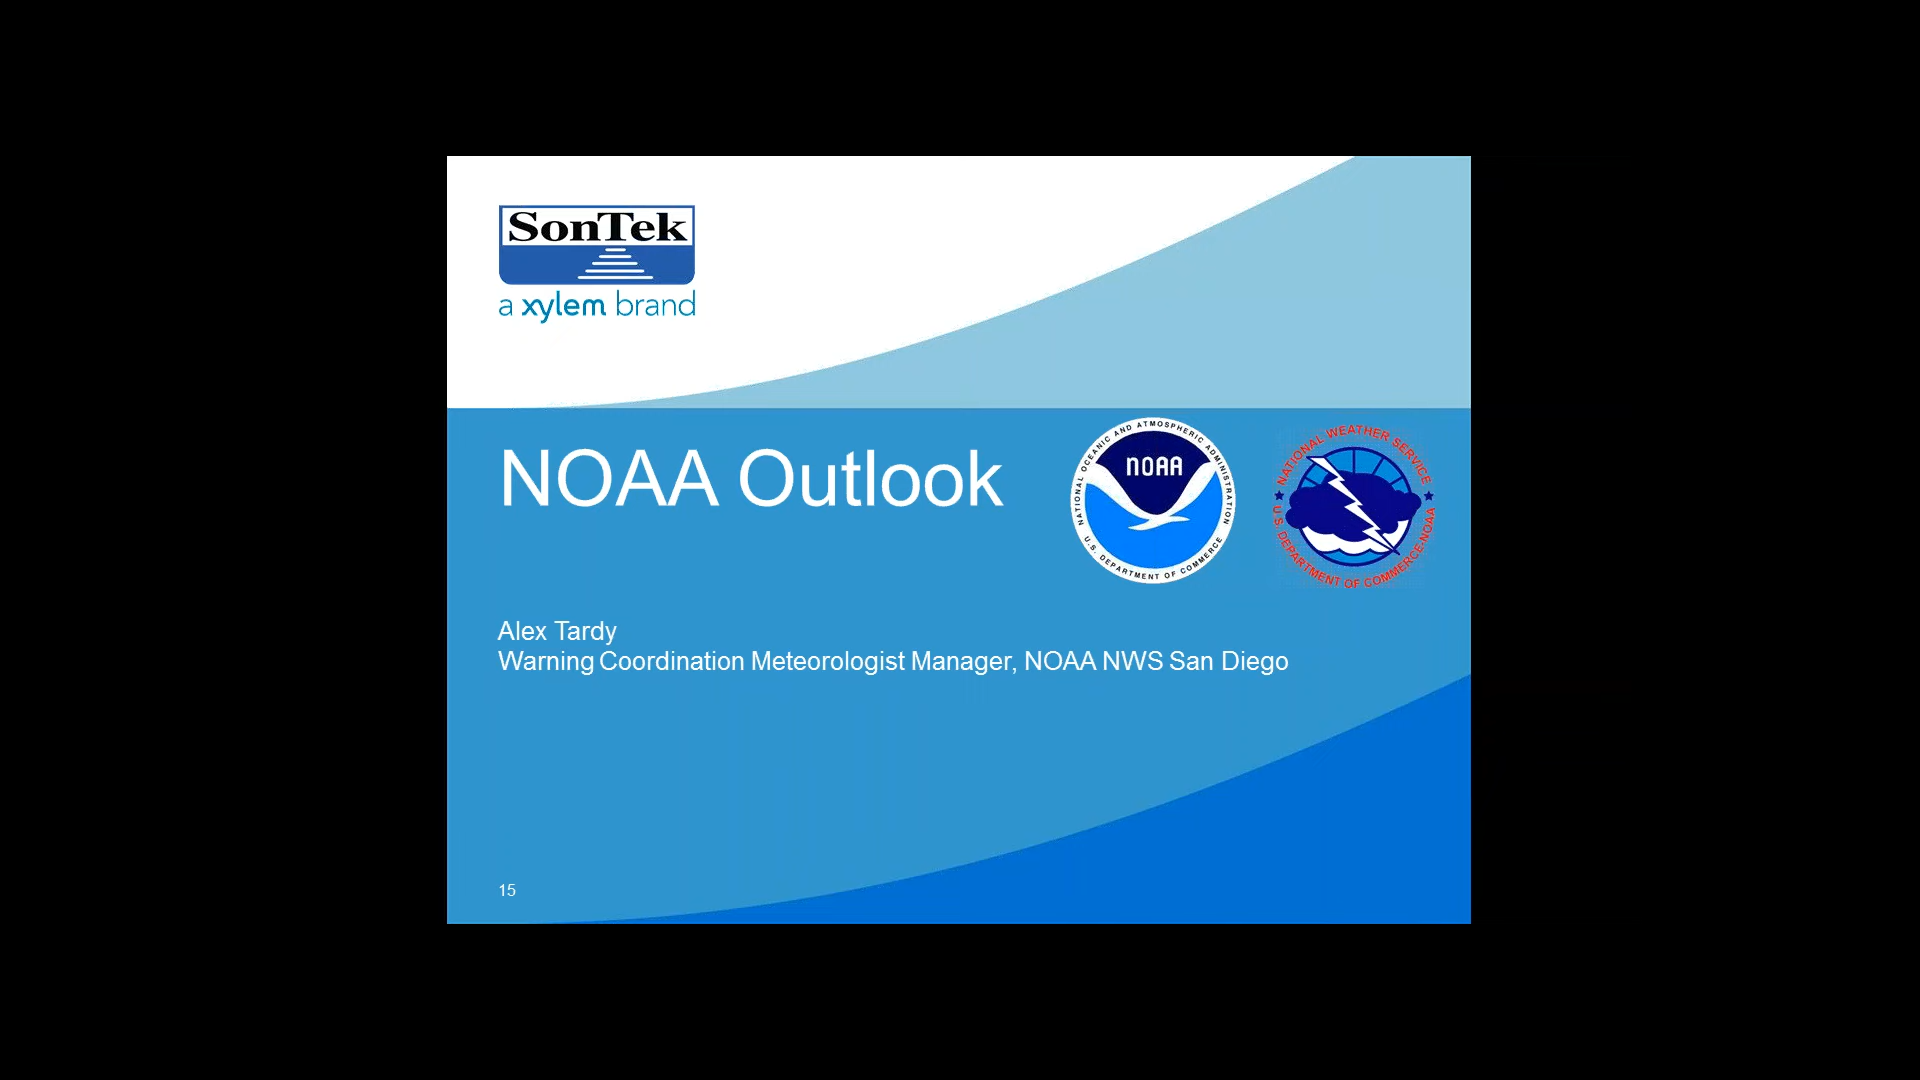 SonTek
a xylem brand
NOAA Outlook
NATIONAL OCEANIC AND ATMOSPHERIC ADMINISTRATION
NOAA
U.S. DEPARTMENT OF COMMERCE
NATIONAL WEATHER SERVICE
U.S. DEPARTMENT OF COMMERCE-NOAA
Alex Tardy
Warning Coordination Meteorologist Manager, NOAA NWS San Diego
15